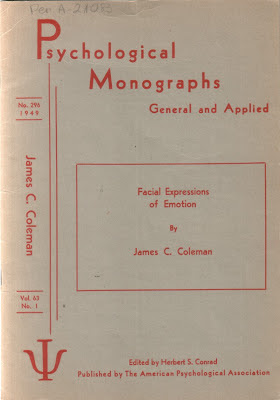 Per A-21083
Psychological
Monographs
General and Applied
No. 296
1949
James C. Coleman
Vol. 63
No. 1
Facial Expressions
of Emotion
By
James C. Coleman
Ψ
Edited by Herbert S. Conrad
Published by The American Psychological Association